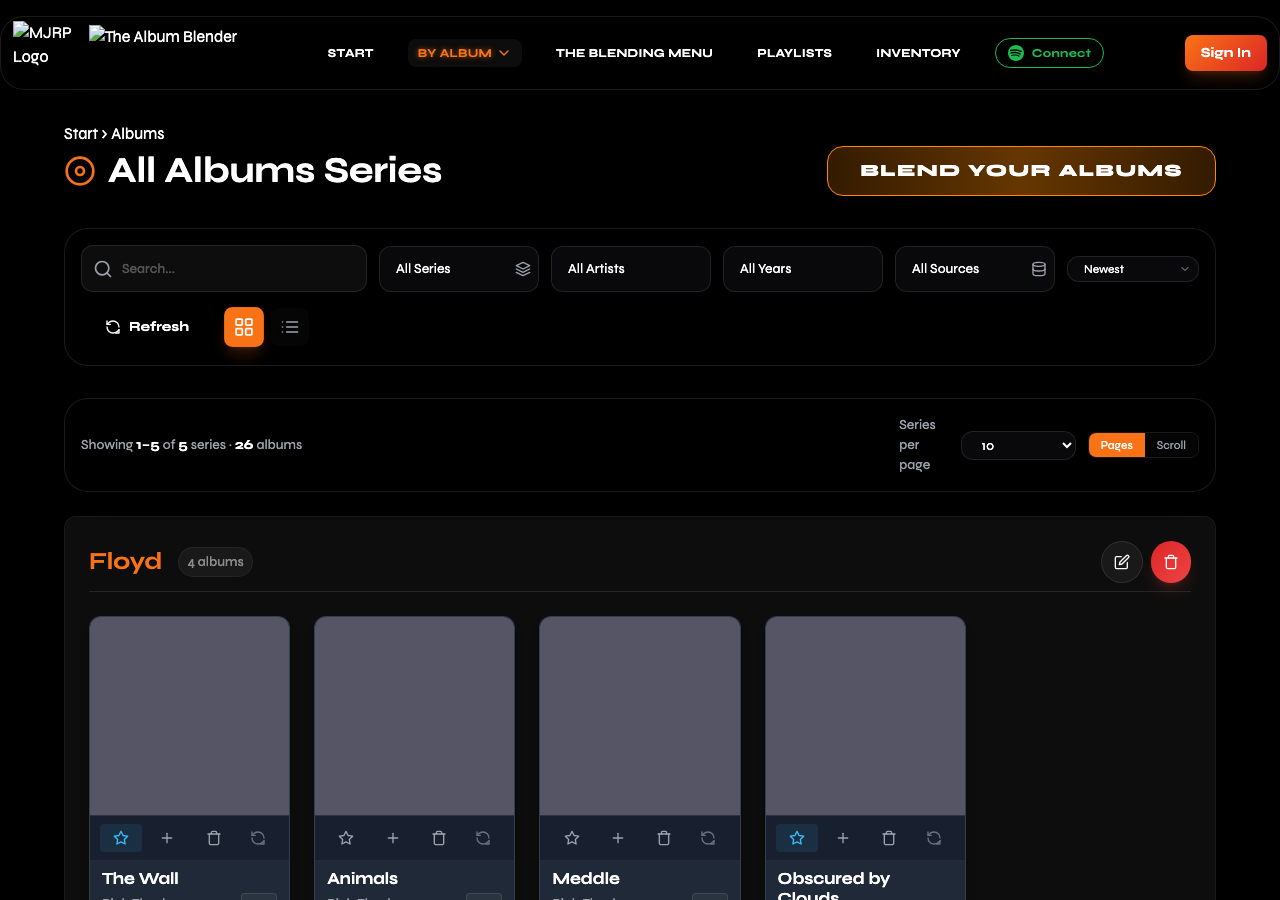 MJRP Logo
The Album Blender
START
BY ALBUM
THE BLENDING MENU
PLAYLISTS
INVENTORY
Connect
Sign In
Start › Albums
All Albums Series
BLEND YOUR ALBUMS
Search...
All Series
All Artists
All Years
All Sources
Newest
Refresh
Showing 1–5 of 5 series · 26 albums
Series per page
10
Pages
Scroll
Floyd
4 albums
The Wall
Animals
Meddle
Obscured by Clouds